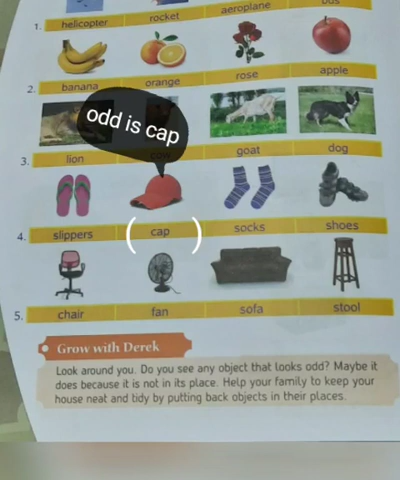 helicopter rocket aeroplane bus
1.
banana orange rose apple
2.
odd is cap
lion cow goat dog
3.
slippers ( cap ) socks shoes
4.
chair fan sofa stool
5.
Grow with Derek
Look around you. Do you see any object that looks odd? Maybe it
does because it is not in its place. Help your family to keep your
house neat and tidy by putting back objects in their places.